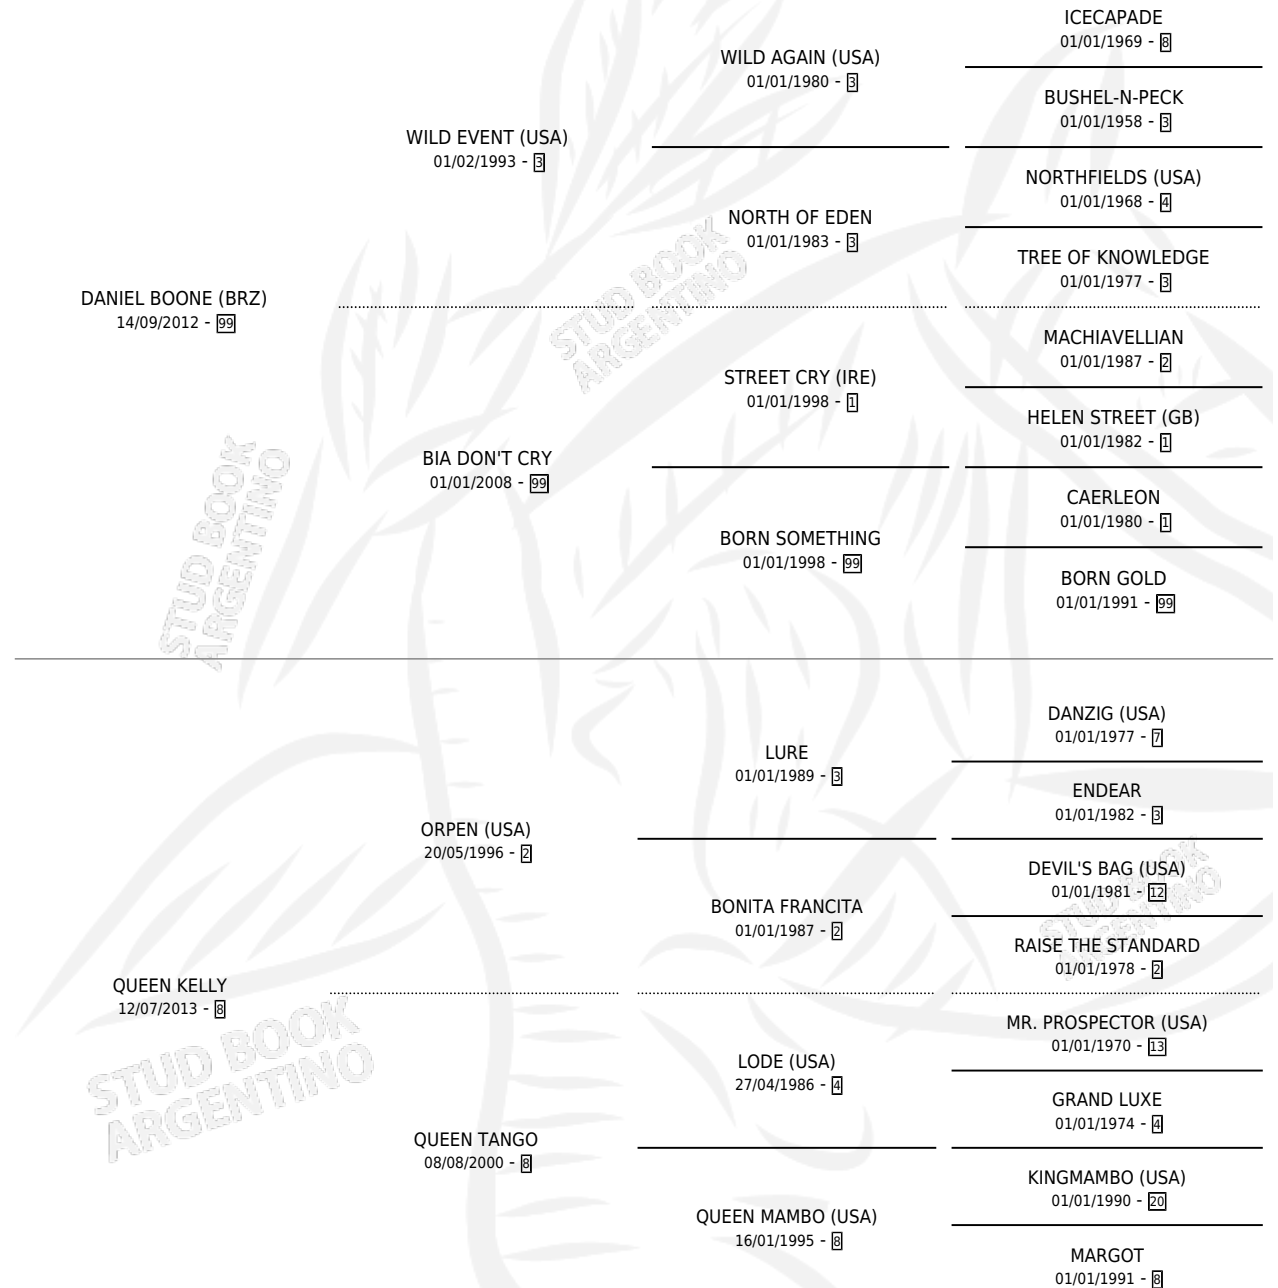 ICECAPADE
01/01/1969 - 8
WILD AGAIN (USA)
01/01/1980 - 3
BUSHEL-N-PECK
01/01/1958 - 3
WILD EVENT (USA)
01/02/1993 - 3
NORTHFIELDS (USA)
01/01/1968 - 4
NORTH OF EDEN
01/01/1983 - 3
TREE OF KNOWLEDGE
01/01/1977 - 3
DANIEL BOONE (BRZ)
14/09/2012 - 99
MACHIAVELLIAN
01/01/1987 - 2
STREET CRY (IRE)
01/01/1998 - 1
HELEN STREET (GB)
01/01/1982 - 1
BIA DON'T CRY
01/01/2008 - 99
CAERLEON
01/01/1980 - 1
BORN SOMETHING
01/01/1998 - 99
BORN GOLD
01/01/1991 - 99
DANZIG (USA)
01/01/1977 - 7
LURE
01/01/1989 - 3
ENDEAR
01/01/1982 - 3
ORPEN (USA)
20/05/1996 - 2
DEVIL'S BAG (USA)
01/01/1981 - 12
BONITA FRANCITA
01/01/1987 - 2
RAISE THE STANDARD
01/01/1978 - 2
QUEEN KELLY
12/07/2013 - 8
MR. PROSPECTOR (USA)
01/01/1970 - 13
LODE (USA)
27/04/1986 - 4
GRAND LUXE
01/01/1974 - 4
QUEEN TANGO
08/08/2000 - 8
KINGMAMBO (USA)
01/01/1990 - 20
QUEEN MAMBO (USA)
16/01/1995 - 8
MARGOT
01/01/1991 - 8
STUD BOOK
ARGENTINO
STUD BOOK
ARGENTINO
STUD BOOK
ARGENTINO
STUD BOOK
ARGENTINO